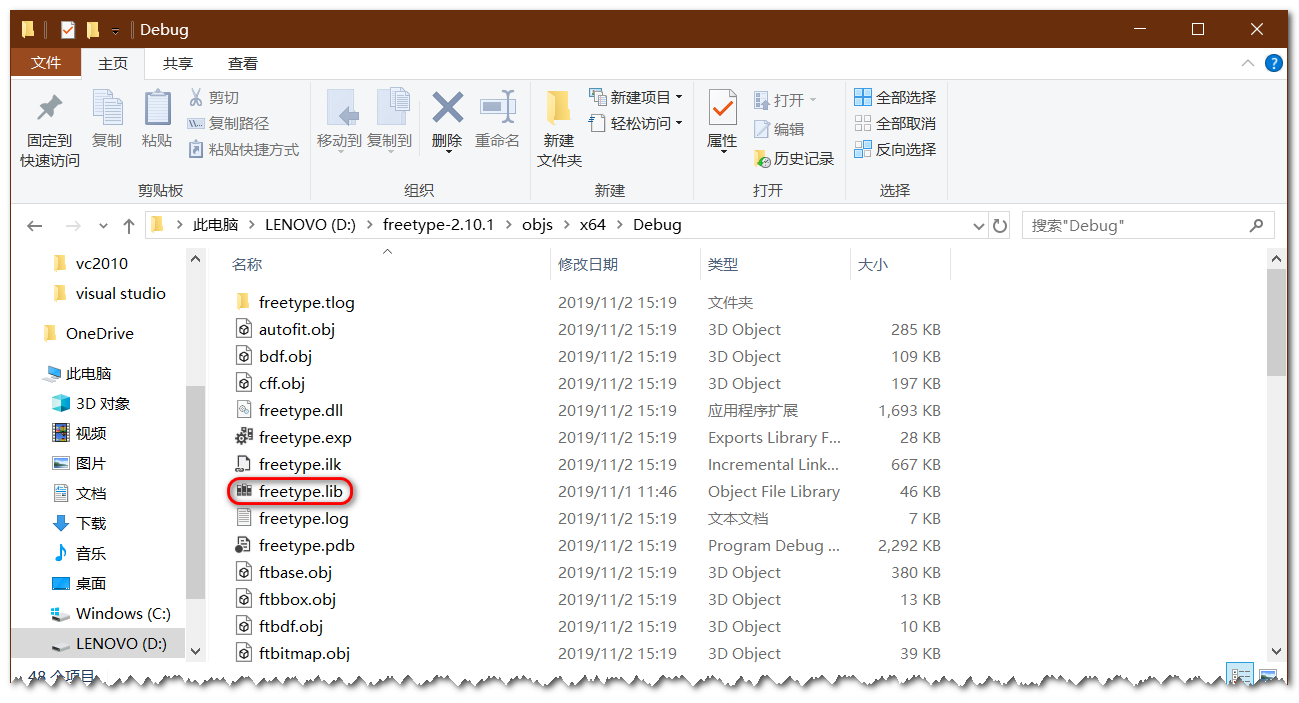 Debug
文件 主页 共享 查看
固定到快速访问 复制 粘贴 剪切 复制路径 粘贴快捷方式
移动到 复制到 删除 重命名
新建文件夹 新建项目 轻松访问
属性 打开 编辑 历史记录
全部选择 全部取消 反向选择
剪贴板 组织 新建 打开 选择
此电脑 LENOVO (D:) freetype-2.10.1 objs x64 Debug 搜索"Debug"
vc2010
visual studio
OneDrive
此电脑
3D 对象
视频
图片
文档
下载
音乐
桌面
Windows (C:)
LENOVO (D:)
名称 修改日期 类型 大小
freetype.tlog 2019/11/2 15:19 文件夹
autofit.obj 2019/11/2 15:19 3D Object 285 KB
bdf.obj 2019/11/2 15:19 3D Object 109 KB
cff.obj 2019/11/2 15:19 3D Object 197 KB
freetype.dll 2019/11/2 15:19 应用程序扩展 1,693 KB
freetype.exp 2019/11/2 15:19 Exports Library F... 28 KB
freetype.ilk 2019/11/2 15:19 Incremental Link... 667 KB
freetype.lib 2019/11/1 11:46 Object File Library 46 KB
freetype.log 2019/11/2 15:19 文本文档 7 KB
freetype.pdb 2019/11/2 15:19 Program Debug ... 2,292 KB
ftbase.obj 2019/11/2 15:19 3D Object 380 KB
ftbbox.obj 2019/11/2 15:19 3D Object 13 KB
ftbdf.obj 2019/11/2 15:19 3D Object 10 KB
ftbitmap.obj 2019/11/2 15:19 3D Object 39 KB
48 个项目